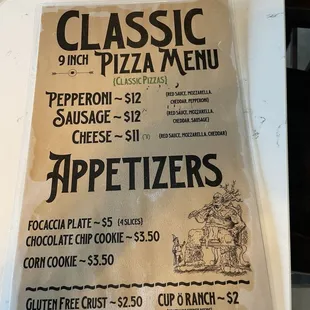 CLASSIC
9 INCH PIZZA MENU
{CLASSIC PIZZAS}
PEPPERONI ~ $12 (RED SAUCE, MOZZARELLA, CHEDDAR, PEPPERONI)
SAUSAGE ~ $12 (RED SAUCE, MOZZARELLA, CHEDDAR, SAUSAGE)
CHEESE ~ $11 (V) (RED SAUCE, MOZZARELLA, CHEDDAR)
APPETIZERS
FOCACCIA PLATE ~ $5 (4 SLICES)
CHOCOLATE CHIP COOKIE ~ $3.50
CORN COOKIE ~ $3.50
GLUTEN FREE CRUST ~ $2.50 CUP O RANCH ~ $2